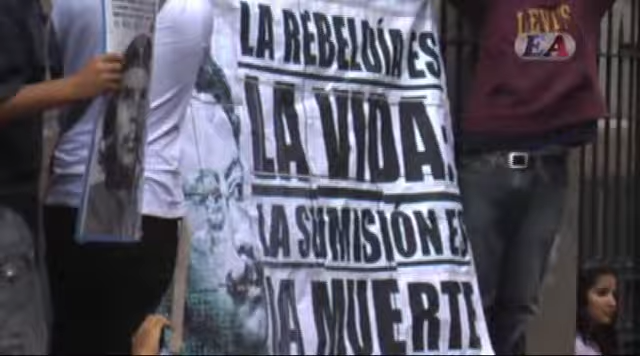 LA REBELDÍA ES
LA VIDA:
LA SUMISIÓN ES
LA MUERTE
LEVI'S
EA